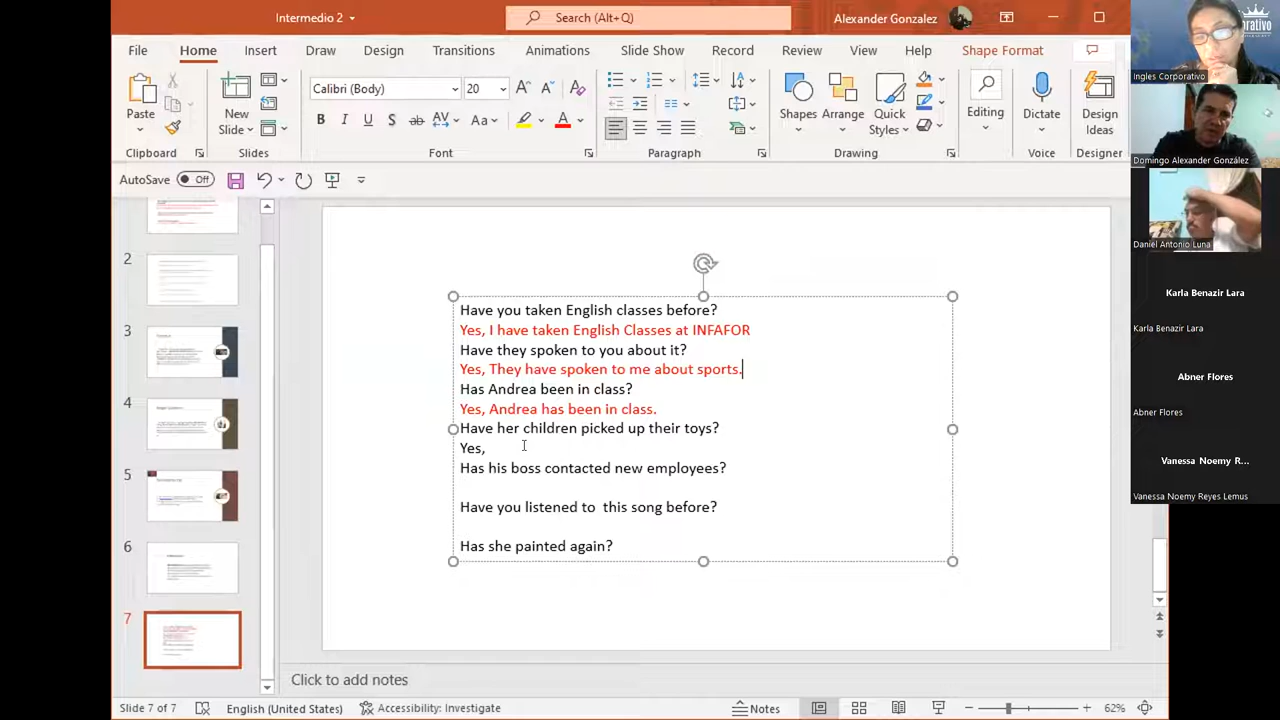 Intermedio 2
Search (Alt+Q)
Alexander Gonzalez
File Home Insert Draw Design Transitions Animations Slide Show Record Review View Help Shape Format
Calibri (Body) 20
Paste
New
Slide
Shapes
Arrange
Quick
Styles
Editing
Dictate
Design
Ideas
Clipboard Slides Font Paragraph Drawing Voice Designer
AutoSave Off
2
3
4
5
6
7
Have you taken English classes before?
Yes, I have taken English Classes at INFAFOR
Have they spoken to you about it?
Yes, They have spoken to me about sports.
Has Andrea been in class?
Yes, Andrea has been in class.
Have her children picked up their toys?
Yes,
Has his boss contacted new employees?
Have you listened to  this song before?
Has she painted again?
Click to add notes
Slide 7 of 7 English (United States) Accessibility: Investigate Notes 62%
Ingles Corporativo
Domingo Alexander González
Daniel Antonio Luna
Karla Benazir Lara
Karla Benazir Lara
Abner Flores
Abner Flores
Vanessa Noemy R...
Vanessa Noemy Reyes Lemus